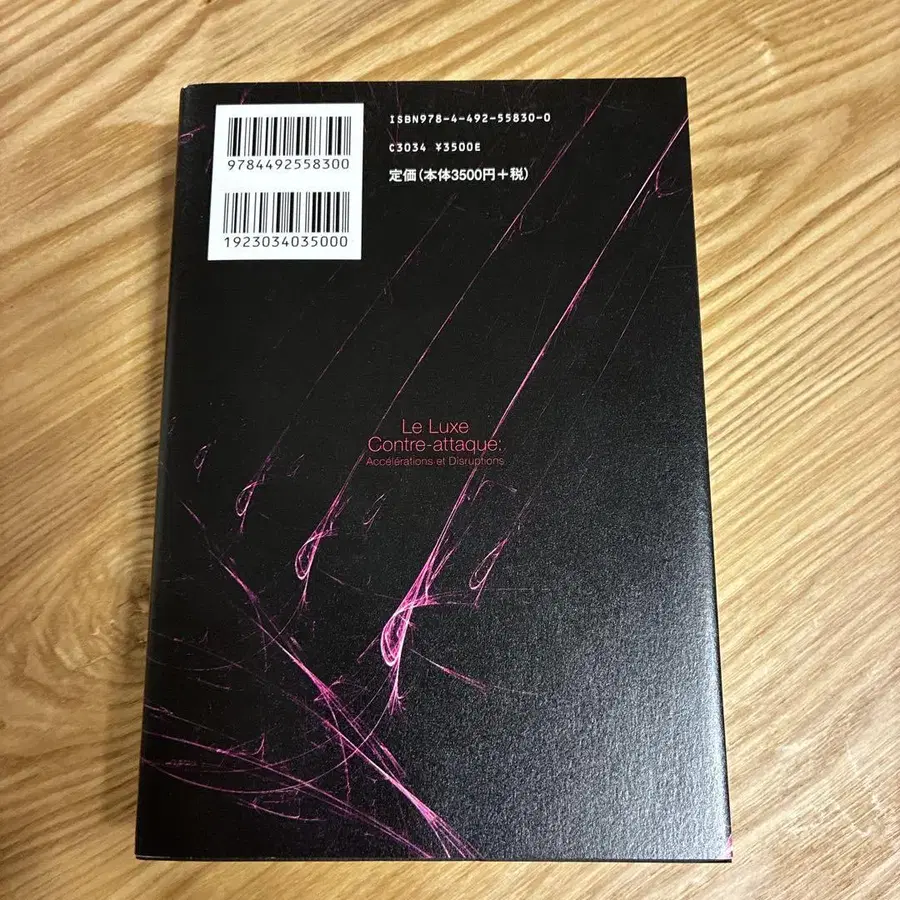 ISBN978-4-492-55830-0
9784492558300
C3034 ¥3500E
定価(本体3500円+税)
1923034035000
Le Luxe
Contre-attaque:
Accélérations et Disruptions